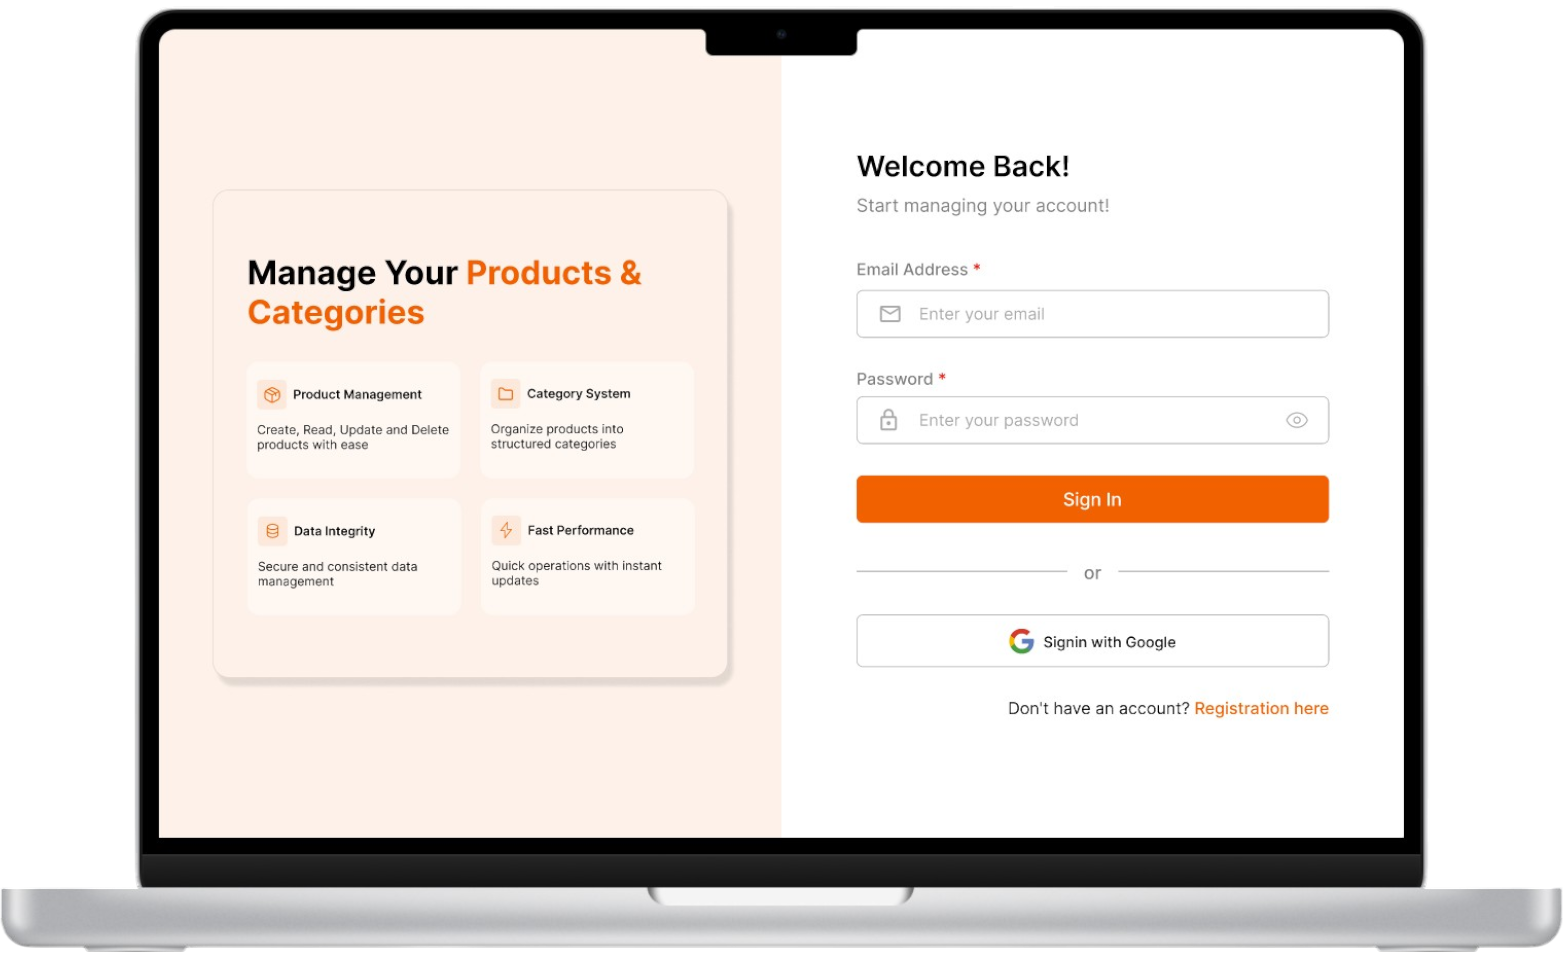 Manage Your Products &
Categories
Product Management
Create, Read, Update and Delete
products with ease
Category System
Organize products into
structured categories
Data Integrity
Secure and consistent data
management
Fast Performance
Quick operations with instant
updates
Welcome Back!
Start managing your account!
Email Address *
Enter your email
Password *
Enter your password
Sign In
or
Signin with Google
Don't have an account? Registration here